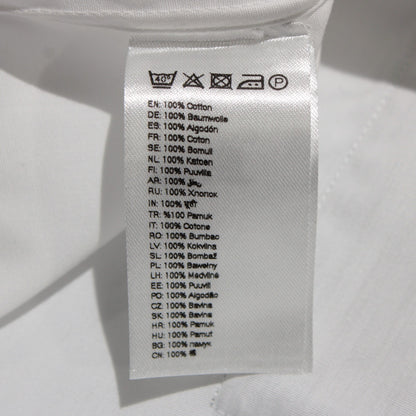 40°
P
EN: 100% Cotton
DE: 100% Baumwolle
ES: 100% Algodón
FR: 100% Coton
SE: 100% Bomull
NL: 100% Katoen
FI: 100% Puuvilla
AR: 100%
RU: 100% Хлопок
IN: 100%
TR: %100 Pamuk
IT: 100% Cotone
RO: 100% Bumbac
LV: 100% Kokvilna
SL: 100% Bombaž
PL: 100% Bawełny
LH: 100% Medvilnė
EE: 100% Puuvill
PO: 100% Algodão
CZ: 100% Bavlna
SK: 100% Bavlna
HR: 100% Pamuk
HU: 100% Pamut
BG: 100% памук
CN: 100% 棉